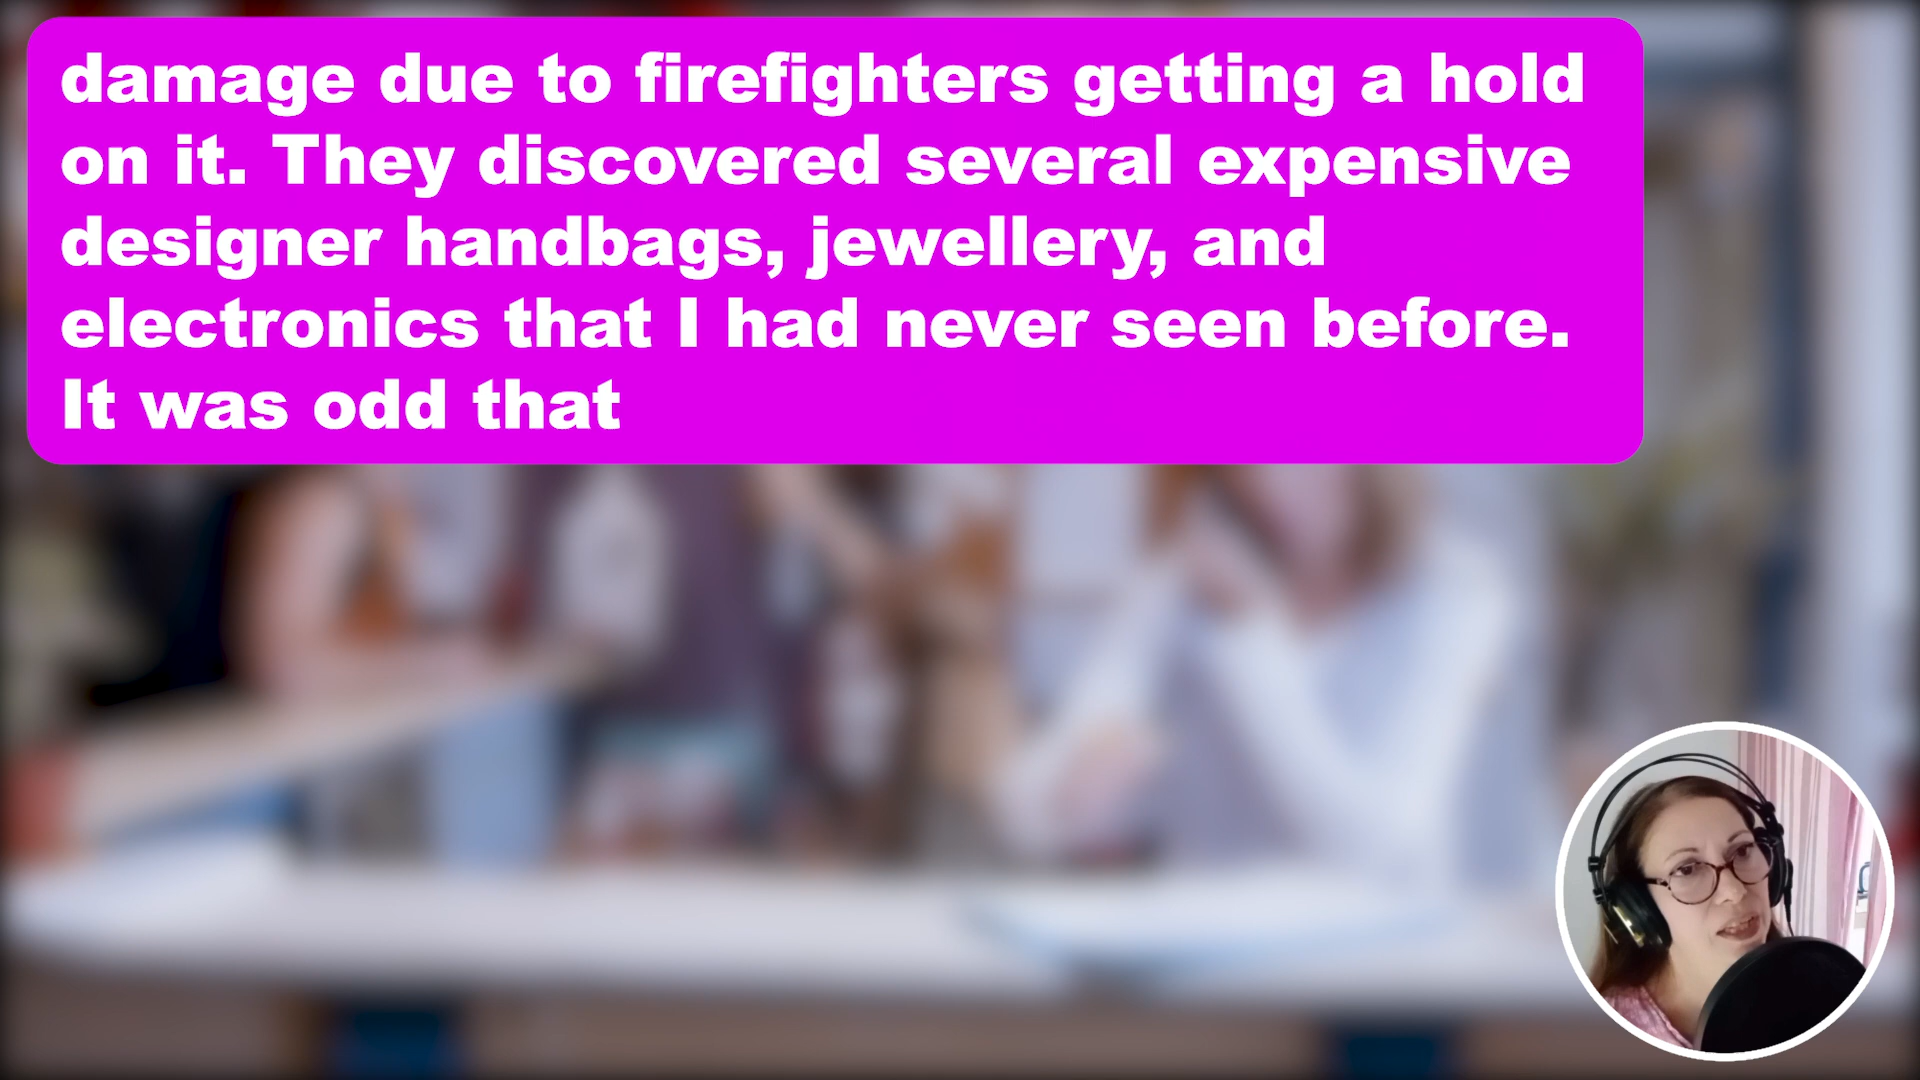 damage due to firefighters getting a hold
on it. They discovered several expensive
designer handbags, jewellery, and
electronics that I had never seen before.
It was odd that